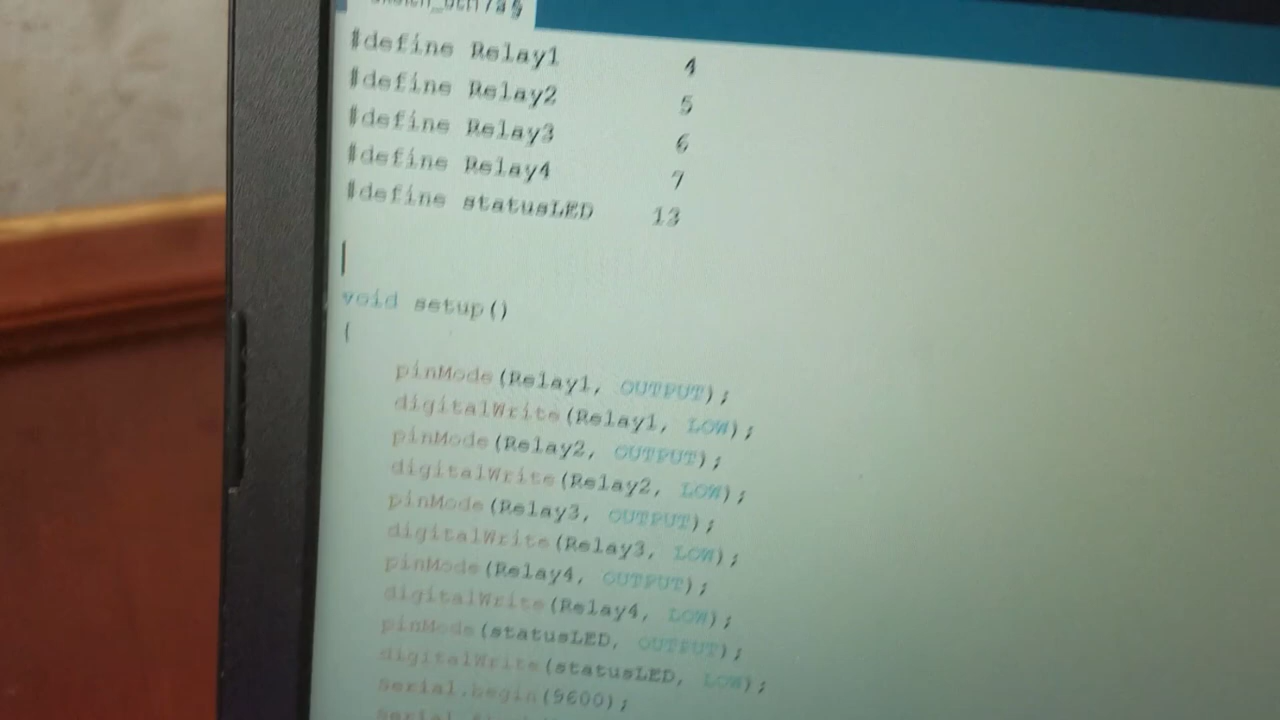 #define Relay1 4
#define Relay2 5
#define Relay3 6
#define Relay4 7
#define statusLED 13
void setup()
{
pinMode(Relay1, OUTPUT);
digitalWrite(Relay1, LOW);
pinMode(Relay2, OUTPUT);
digitalWrite(Relay2, LOW);
pinMode(Relay3, OUTPUT);
digitalWrite(Relay3, LOW);
pinMode(Relay4, OUTPUT);
digitalWrite(Relay4, LOW);
pinMode(statusLED, OUTPUT);
digitalWrite(statusLED, LOW);
Serial.begin(9600);